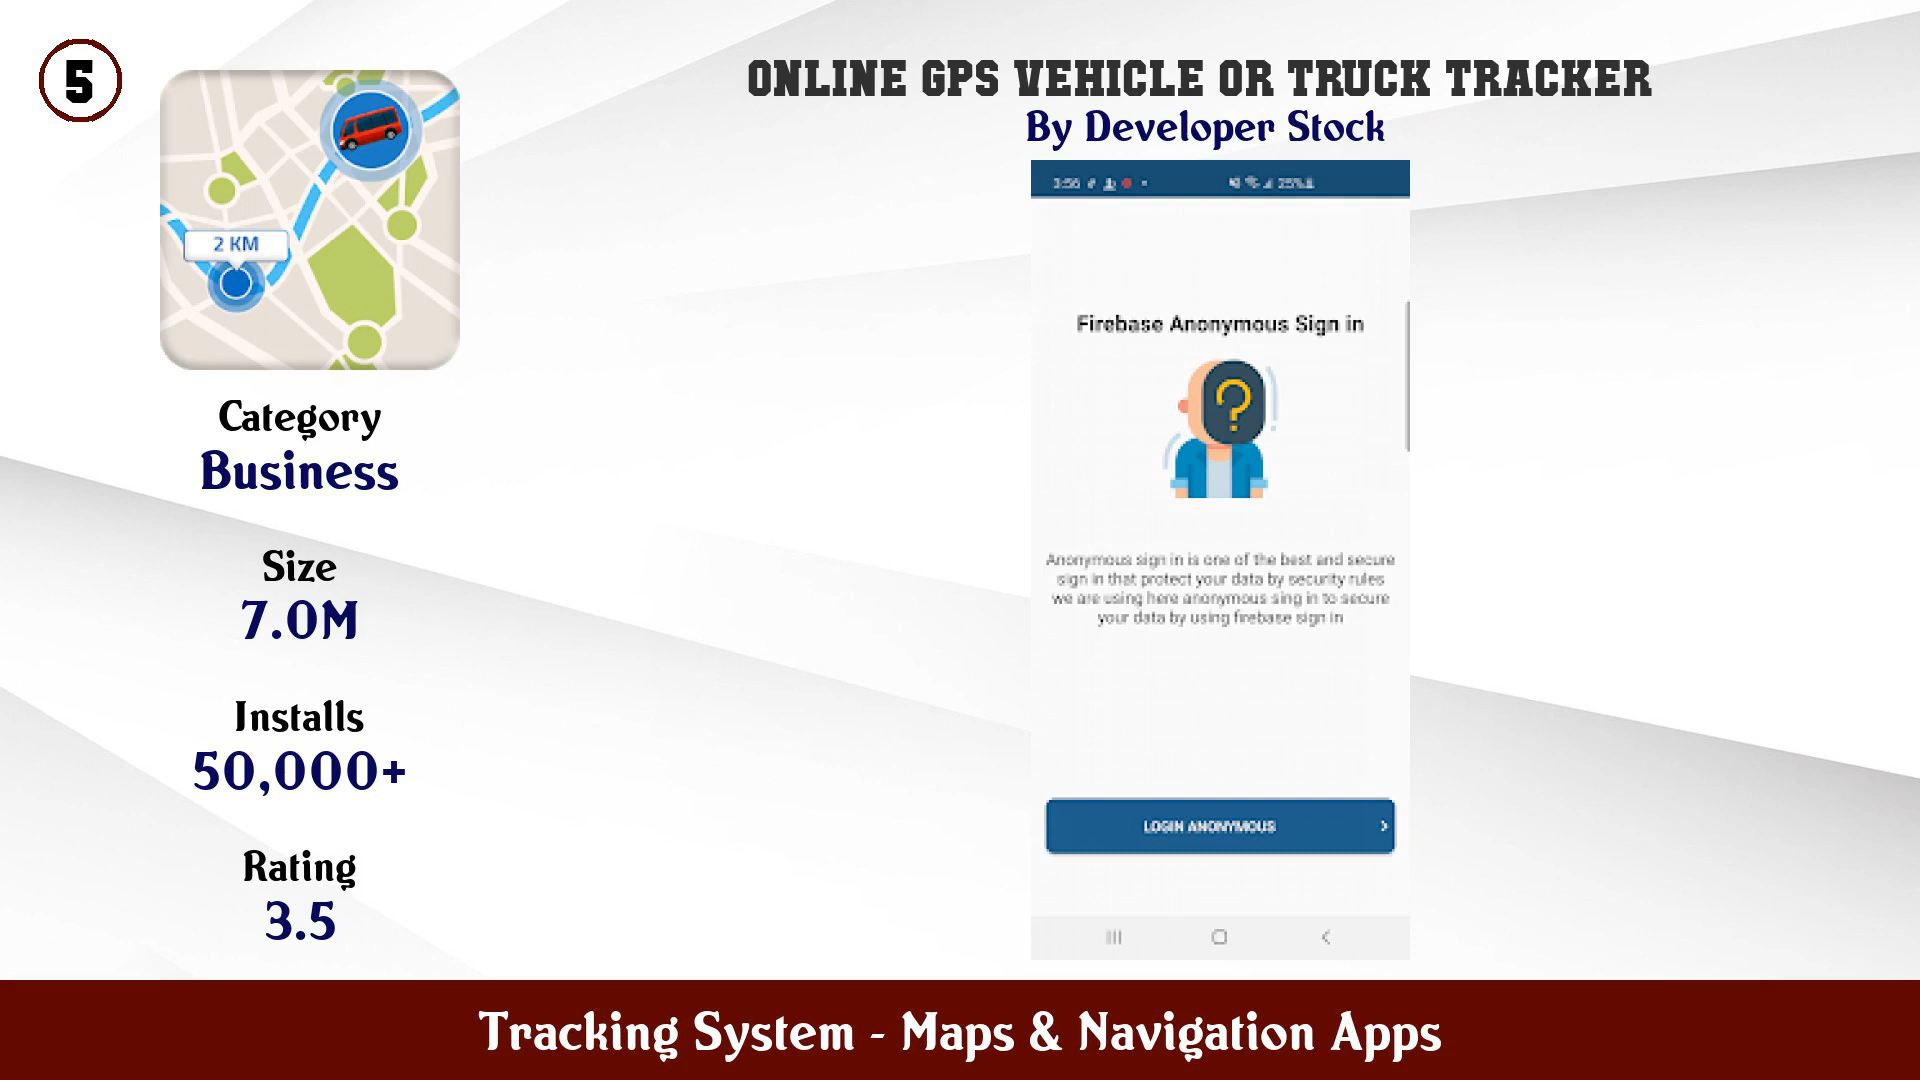 5
ONLINE GPS VEHICLE OR TRUCK TRACKER
By Developer Stock
2 KM
Category
Business
Size
7.0M
Installs
50,000+
Rating
3.5
3:56
25%
Firebase Anonymous Sign in
?
Anonymous sign in is one of the best and secure
sign in that protect your data by security rules
we are using here anonymous sing in to secure
your data by using firebase sign in
LOGIN ANONYMOUS
Tracking System - Maps & Navigation Apps